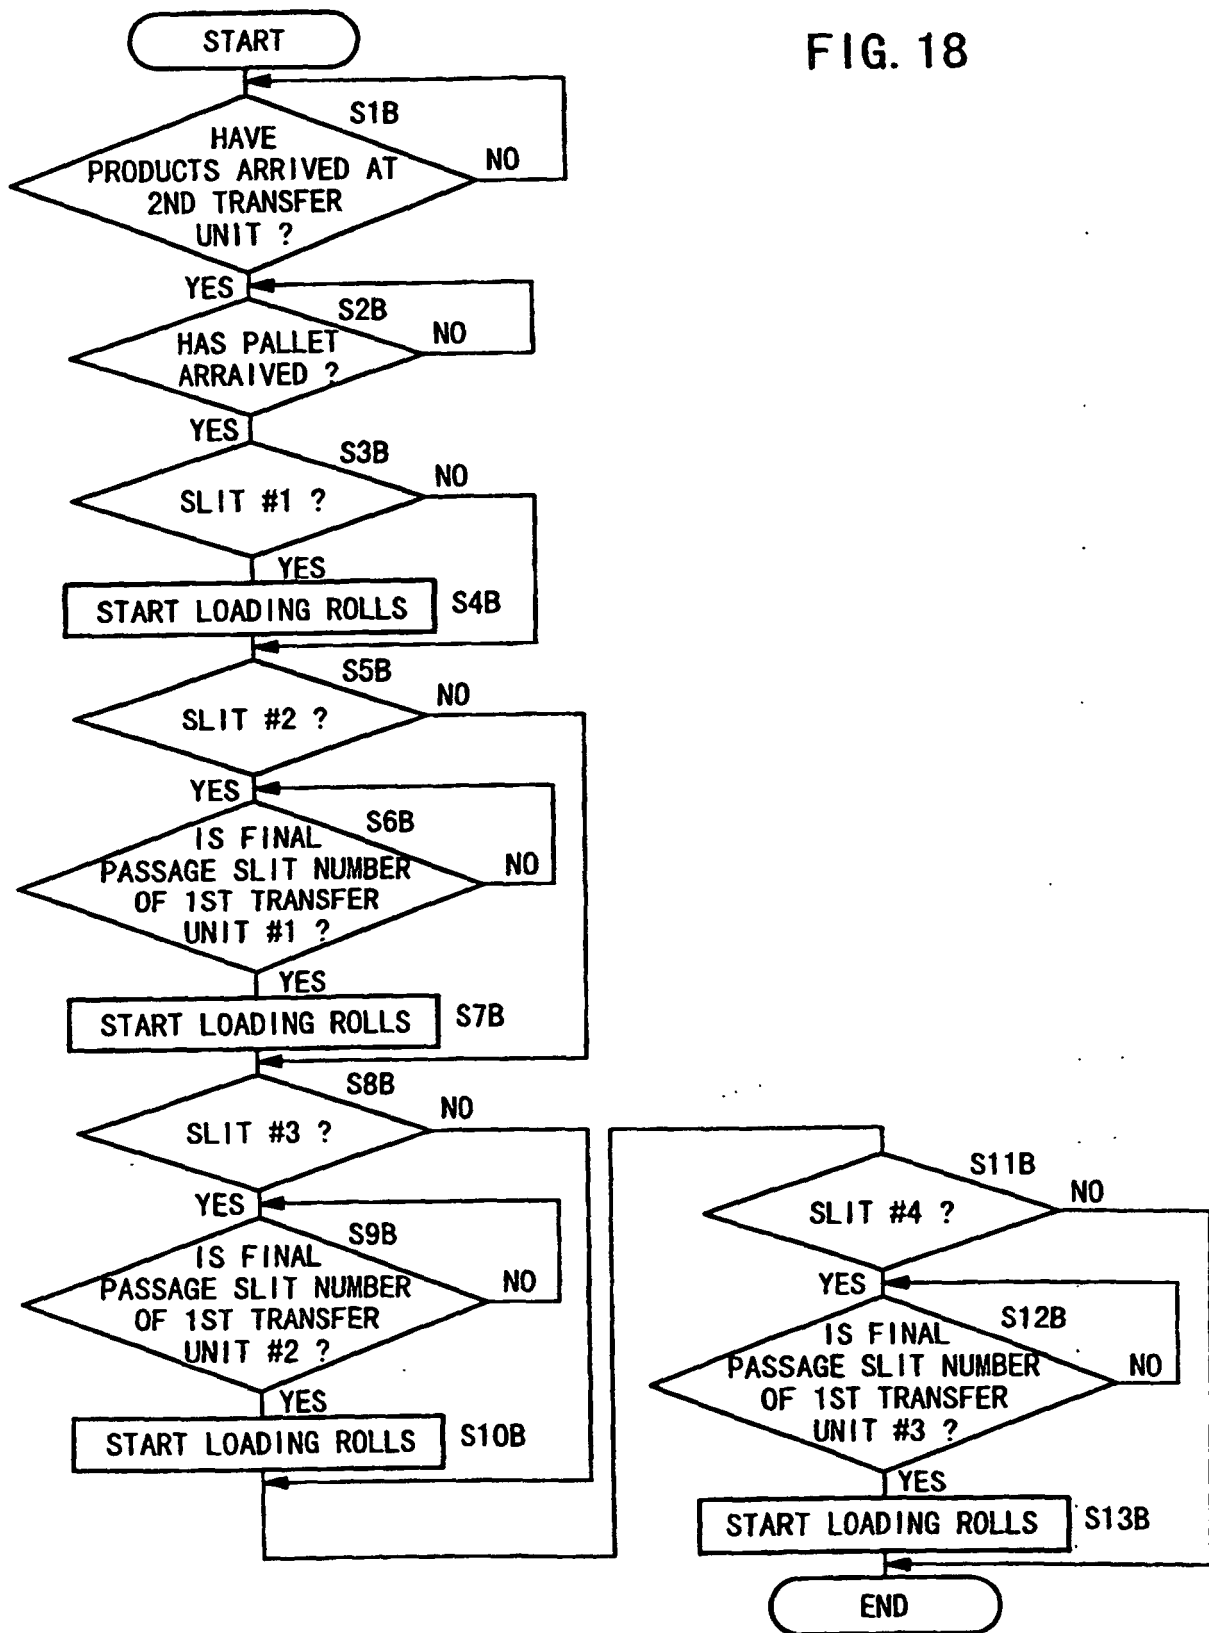 FIG. 18
START
S1B
HAVE
PRODUCTS ARRIVED AT
2ND TRANSFER
UNIT ?
NO
YES
S2B
HAS PALLET
ARRAIVED ?
NO
YES
S3B
SLIT #1 ?
NO
YES
START LOADING ROLLS
S4B
S5B
SLIT #2 ?
NO
YES
S6B
IS FINAL
PASSAGE SLIT NUMBER
OF 1ST TRANSFER
UNIT #1 ?
NO
YES
START LOADING ROLLS
S7B
S8B
SLIT #3 ?
NO
YES
S9B
IS FINAL
PASSAGE SLIT NUMBER
OF 1ST TRANSFER
UNIT #2 ?
NO
YES
START LOADING ROLLS
S10B
S11B
SLIT #4 ?
NO
YES
S12B
IS FINAL
PASSAGE SLIT NUMBER
OF 1ST TRANSFER
UNIT #3 ?
NO
YES
START LOADING ROLLS
S13B
END